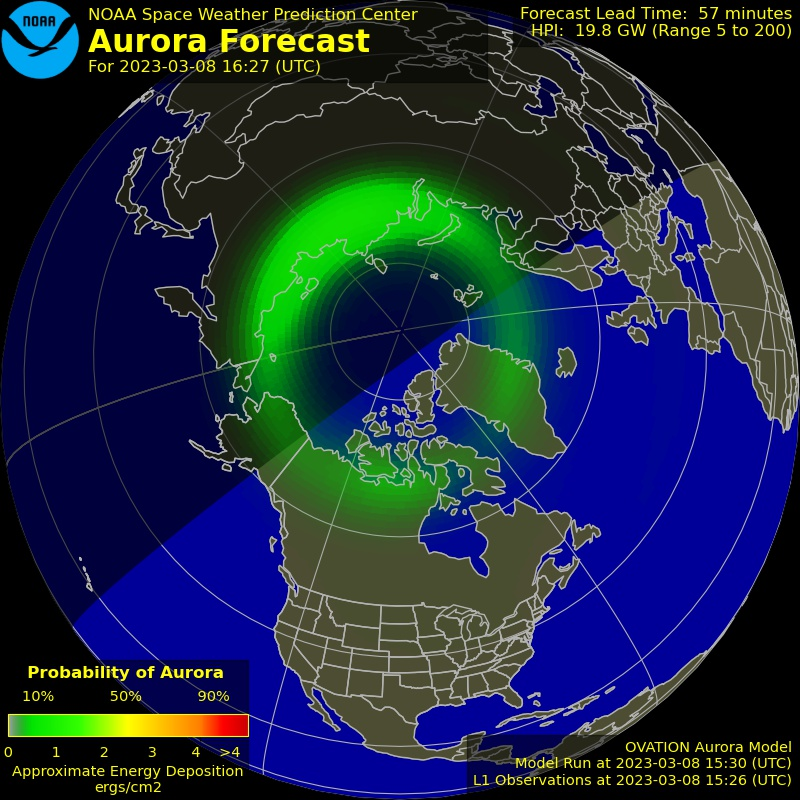 NOAA
NOAA Space Weather Prediction Center
Aurora Forecast
For 2023-03-08 16:27 (UTC)
Forecast Lead Time: 57 minutes
HPI: 19.8 GW (Range 5 to 200)
Probability of Aurora
10% 50% 90%
0 1 2 3 4 >4
Approximate Energy Deposition
ergs/cm2
OVATION Aurora Model
Model Run at 2023-03-08 15:30 (UTC)
L1 Observations at 2023-03-08 15:26 (UTC)